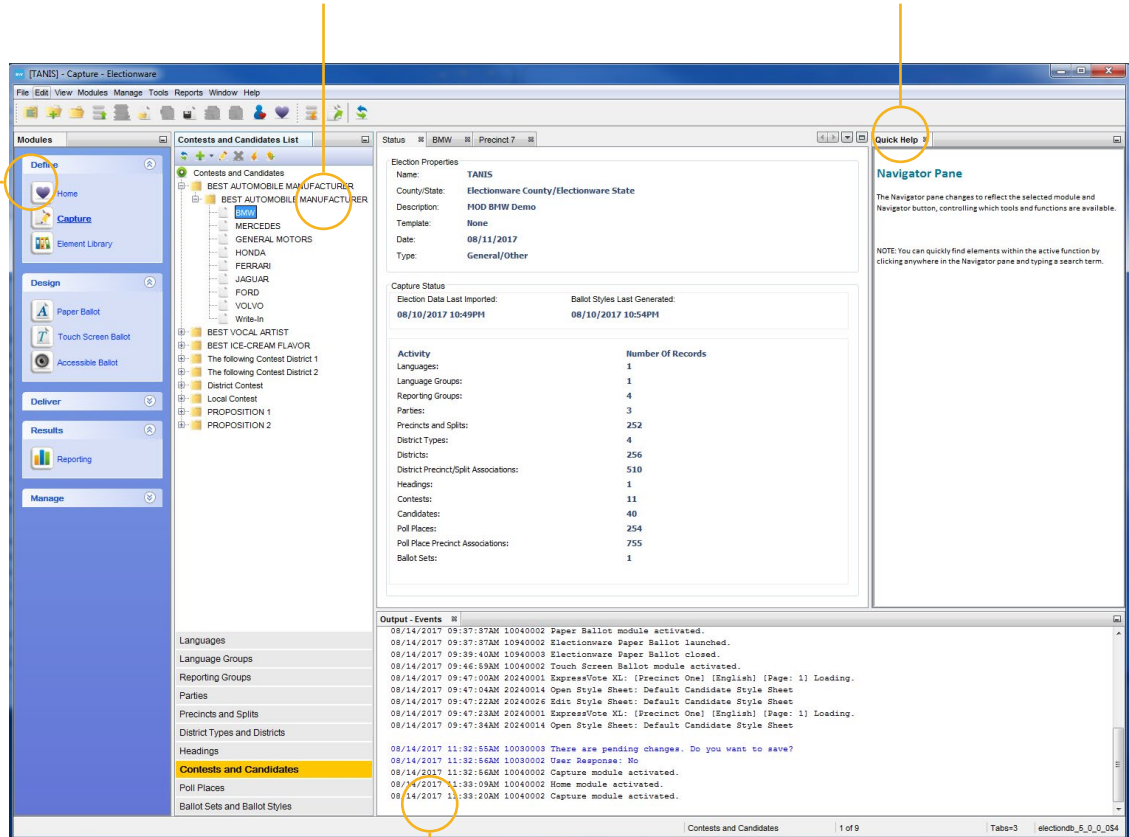 [TANIS] - Capture - Electionware
File Edit View Modules Manage Tools Reports Window Help
Modules
Define
Home
Capture
Element Library
Design
Paper Ballot
Touch Screen Ballot
Accessible Ballot
Deliver
Results
Reporting
Manage
Contests and Candidates List
Contests and Candidates
BEST AUTOMOBILE MANUFACTURER
BEST AUTOMOBILE MANUFACTURER
BMW
MERCEDES
GENERAL MOTORS
HONDA
FERRARI
JAGUAR
FORD
VOLVO
Write-In
BEST VOCAL ARTIST
BEST ICE-CREAM FLAVOR
The following Contest District 1
The following Contest District 2
District Contest
Local Contest
PROPOSITION 1
PROPOSITION 2
Languages
Language Groups
Reporting Groups
Parties
Precincts and Splits
District Types and Districts
Headings
Contests and Candidates
Poll Places
Ballot Sets and Ballot Styles
Status BMW Precinct 7
Election Properties
Name: TANIS
County/State: Electionware County/Electionware State
Description: MOD BMW Demo
Template: None
Date: 08/11/2017
Type: General/Other
Capture Status
Election Data Last Imported: Ballot Styles Last Generated:
08/10/2017 10:49PM 08/10/2017 10:54PM
Activity Number Of Records
Languages: 1
Language Groups: 1
Reporting Groups: 4
Parties: 3
Precincts and Splits: 252
District Types: 4
Districts: 256
District Precinct/Split Associations: 510
Headings: 1
Contests: 11
Candidates: 40
Poll Places: 254
Poll Place Precinct Associations: 755
Ballot Sets: 1
Quick Help
Navigator Pane
The Navigator pane changes to reflect the selected module and
Navigator button, controlling which tools and functions are available.
NOTE: You can quickly find elements within the active function by
clicking anywhere in the Navigator pane and typing a search term.
Output - Events
08/14/2017 09:37:37AM 10040002 Paper Ballot module activated.
08/14/2017 09:37:37AM 10940002 Electionware Paper Ballot launched.
08/14/2017 09:39:40AM 10940003 Electionware Paper Ballot closed.
08/14/2017 09:46:59AM 10040002 Touch Screen Ballot module activated.
08/14/2017 09:47:00AM 20240001 ExpressVote XL: [Precinct One] [English] [Page: 1] Loading.
08/14/2017 09:47:04AM 20240014 Open Style Sheet: Default Candidate Style Sheet
08/14/2017 09:47:22AM 20240026 Edit Style Sheet: Default Candidate Style Sheet
08/14/2017 09:47:23AM 20240001 ExpressVote XL: [Precinct One] [English] [Page: 1] Loading.
08/14/2017 09:47:34AM 20240014 Open Style Sheet: Default Candidate Style Sheet
08/14/2017 11:32:55AM 10030003 There are pending changes. Do you want to save?
08/14/2017 11:32:56AM 10030002 User Response: No
08/14/2017 11:32:56AM 10040002 Capture module activated.
08/14/2017 11:33:09AM 10040002 Home module activated.
08/14/2017 11:33:20AM 10040002 Capture module activated.
Contests and Candidates 1 of 9 Tabs=3 electiondb_5_0_0_0$4